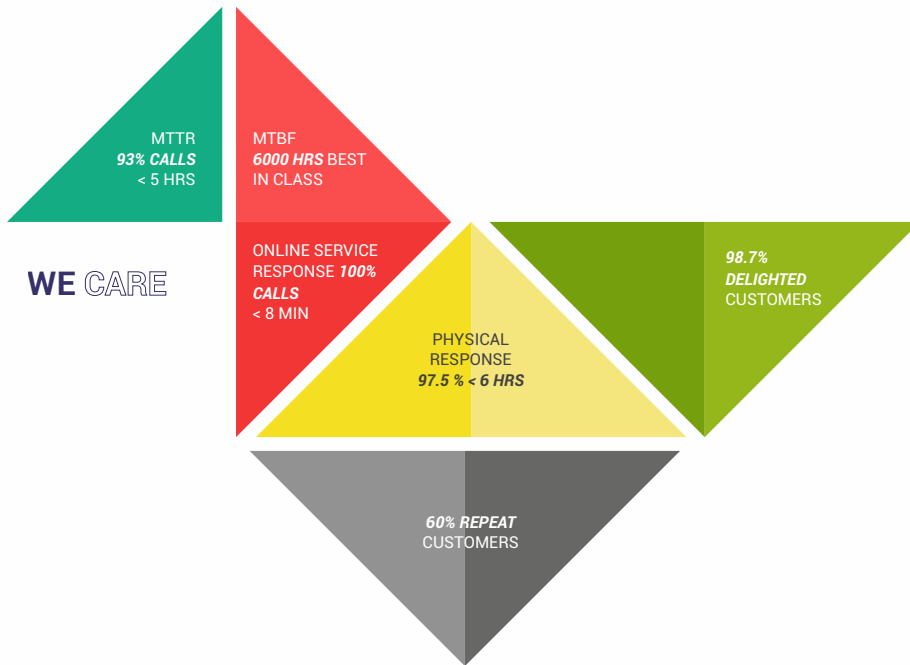 MTTR
93% CALLS
< 5 HRS
MTBF
6000 HRS BEST
IN CLASS
WE CARE
ONLINE SERVICE
RESPONSE 100%
CALLS
< 8 MIN
PHYSICAL
RESPONSE
97.5 % < 6 HRS
98.7%
DELIGHTED
CUSTOMERS
60% REPEAT
CUSTOMERS